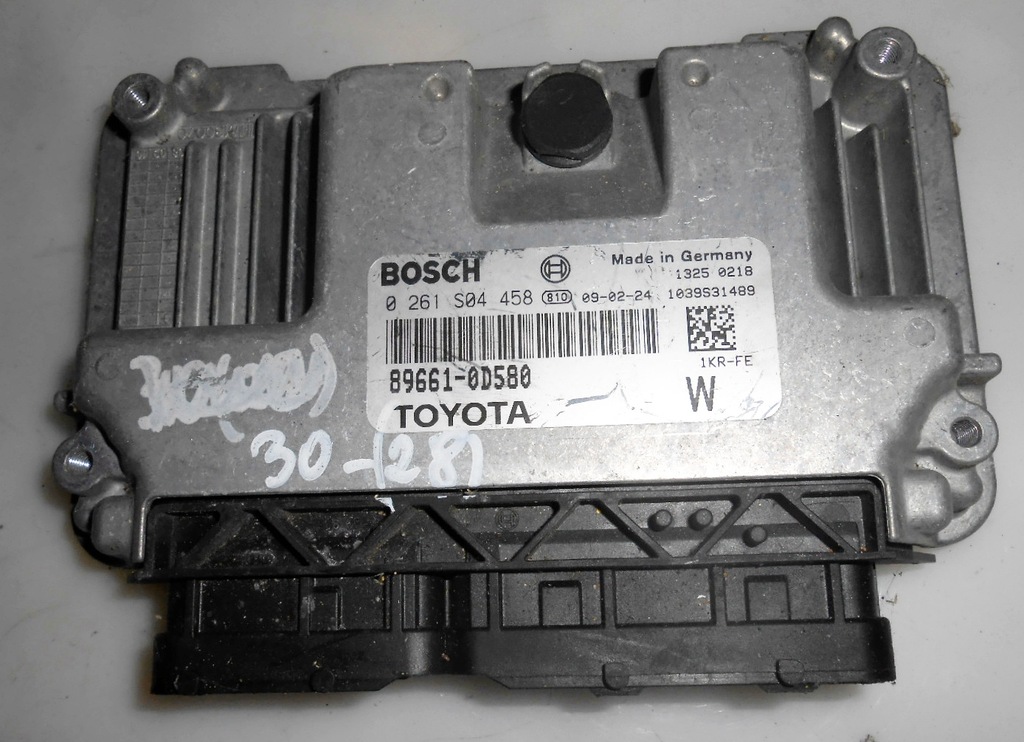 BOSCH Made in Germany
1325 0218
0 261 S04 458 810 09-02-24 1039S31489
1KR-FE
89661-0D580
TOYOTA W
30-(28)